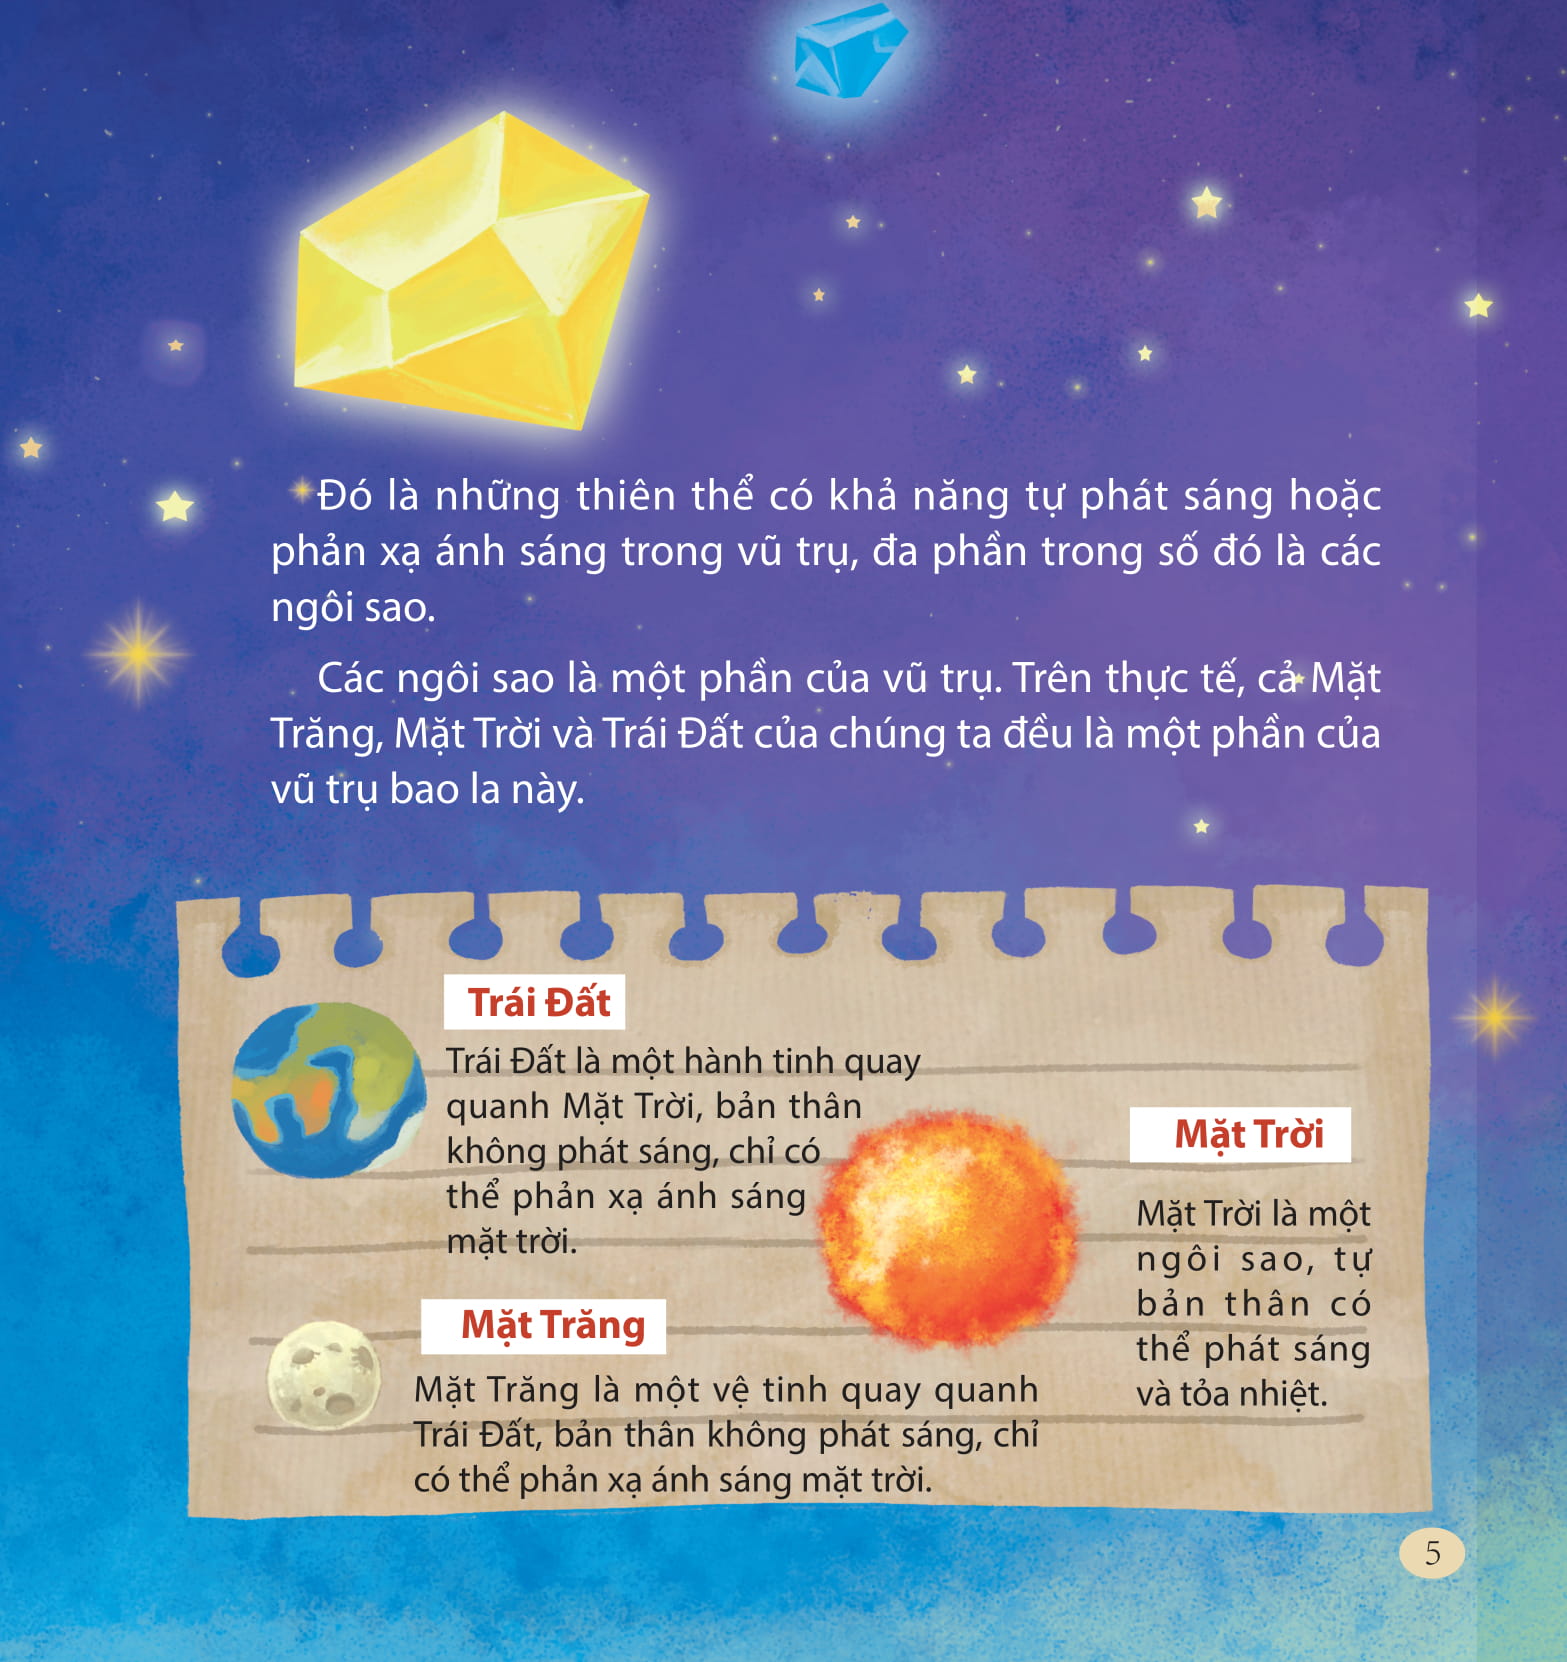 Đó là những thiên thể có khả năng tự phát sáng hoặc
phản xạ ánh sáng trong vũ trụ, đa phần trong số đó là các
ngôi sao.
Các ngôi sao là một phần của vũ trụ. Trên thực tế, cả Mặt
Trăng, Mặt Trời và Trái Đất của chúng ta đều là một phần của
vũ trụ bao la này.
Trái Đất
Trái Đất là một hành tinh quay
quanh Mặt Trời, bản thân
không phát sáng, chỉ có
thể phản xạ ánh sáng
mặt trời.
Mặt Trời
Mặt Trời là một
ngôi sao, tự
bản thân có
thể phát sáng
và tỏa nhiệt.
Mặt Trăng
Mặt Trăng là một vệ tinh quay quanh
Trái Đất, bản thân không phát sáng, chỉ
có thể phản xạ ánh sáng mặt trời.
5